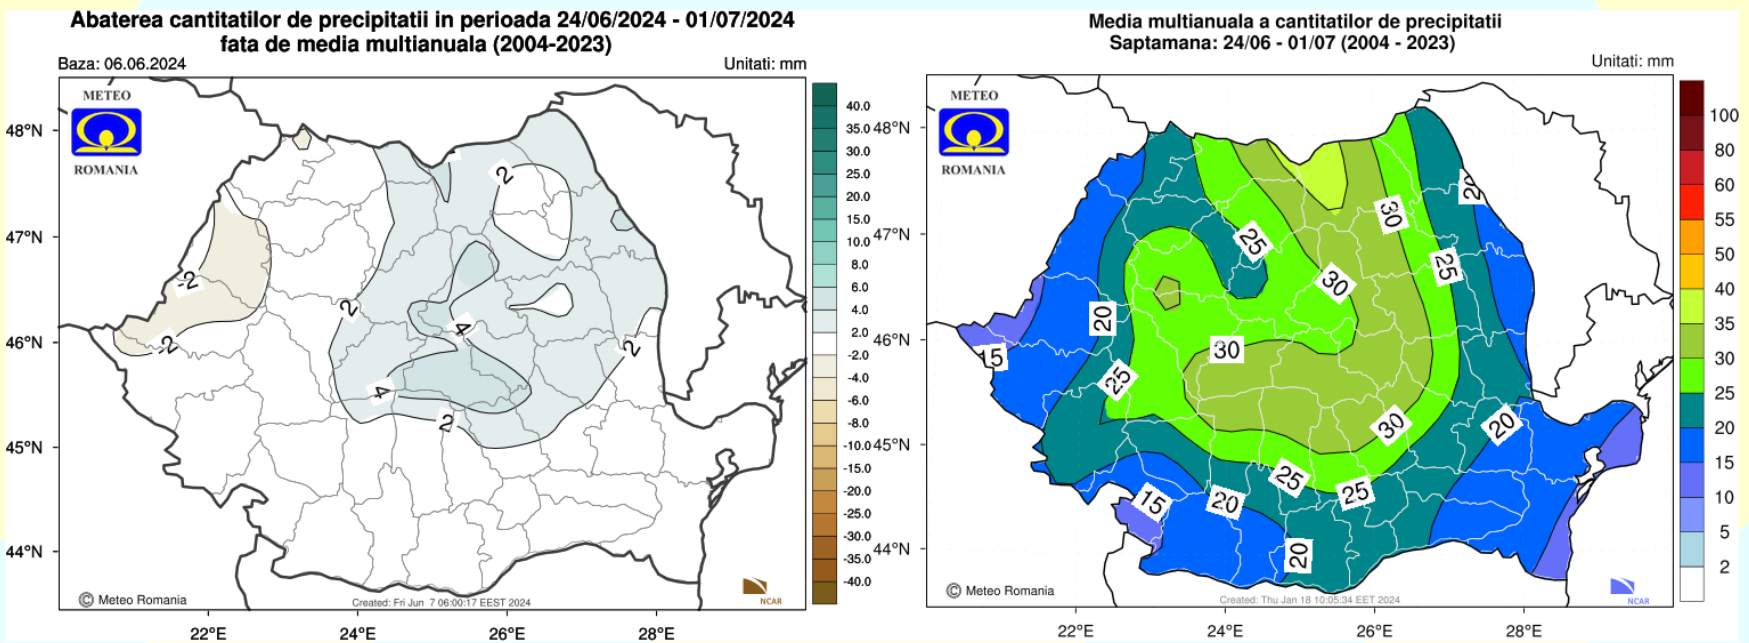 Abaterea cantitatilor de precipitatii in perioada 24/06/2024 - 01/07/2024
fata de media multianuala (2004-2023)
Baza: 06.06.2024
Unitati: mm
METEO
ROMANIA
48°N
47°N
46°N
45°N
44°N
22°E
24°E
26°E
28°E
2
-2
2
4
-2
2
4
2
40.0
35.0
30.0
25.0
20.0
15.0
10.0
8.0
6.0
4.0
2.0
-2.0
-4.0
-6.0
-8.0
-10.0
-15.0
-20.0
-25.0
-30.0
-35.0
-40.0
© Meteo Romania
Created: Fri Jun 7 06:00:17 EEST 2024
NCAR
Media multianuala a cantitatilor de precipitatii
Saptamana: 24/06 - 01/07 (2004 - 2023)
Unitati: mm
METEO
ROMANIA
48°N
47°N
46°N
45°N
44°N
22°E
24°E
26°E
28°E
30
25
25
30
20
30
15
25
30
20
25
25
15
20
20
100
80
60
55
50
40
35
30
25
20
15
10
5
2
© Meteo Romania
Created: Thu Jan 18 10:05:34 EET 2024
NCAR